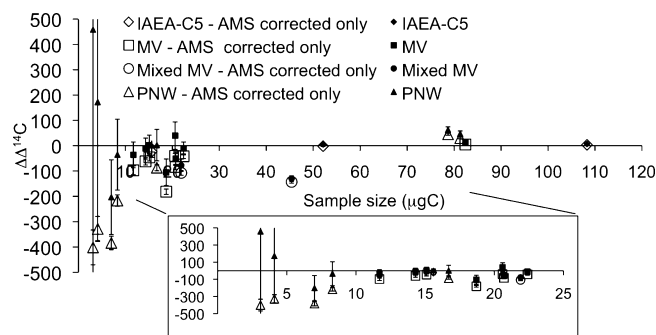 500
400
300
200
100
0
-100
-200
-300
-400
-500
ΔΔ¹⁴C
IAEA-C5 - AMS corrected only
MV - AMS corrected only
Mixed MV - AMS corrected only
PNW - AMS corrected only
IAEA-C5
MV
Mixed MV
PNW
20 30 40 50 60 70 80 90 100 110 120
Sample size (μgC)
500
300
100
-100
-300
-500
5 10 15 20 25